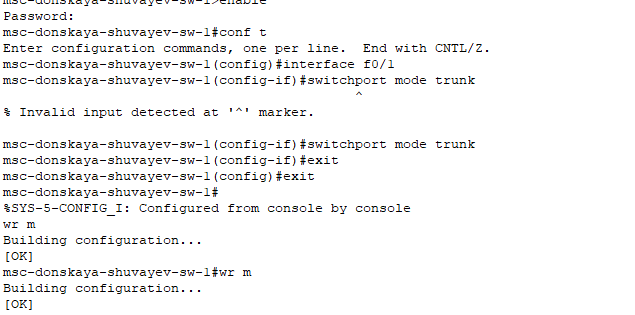 msc-donskaya-shuvayev-sw-1>enable
Password:
msc-donskaya-shuvayev-sw-1#conf t
Enter configuration commands, one per line.  End with CNTL/Z.
msc-donskaya-shuvayev-sw-1(config)#interface f0/1
msc-donskaya-shuvayev-sw-1(config-if)#switchport mode trunk
^
% Invalid input detected at '^' marker.
msc-donskaya-shuvayev-sw-1(config-if)#switchport mode trunk
msc-donskaya-shuvayev-sw-1(config-if)#exit
msc-donskaya-shuvayev-sw-1(config)#exit
msc-donskaya-shuvayev-sw-1#
%SYS-5-CONFIG_I: Configured from console by console
wr m
Building configuration...
[OK]
msc-donskaya-shuvayev-sw-1#wr m
Building configuration...
[OK]